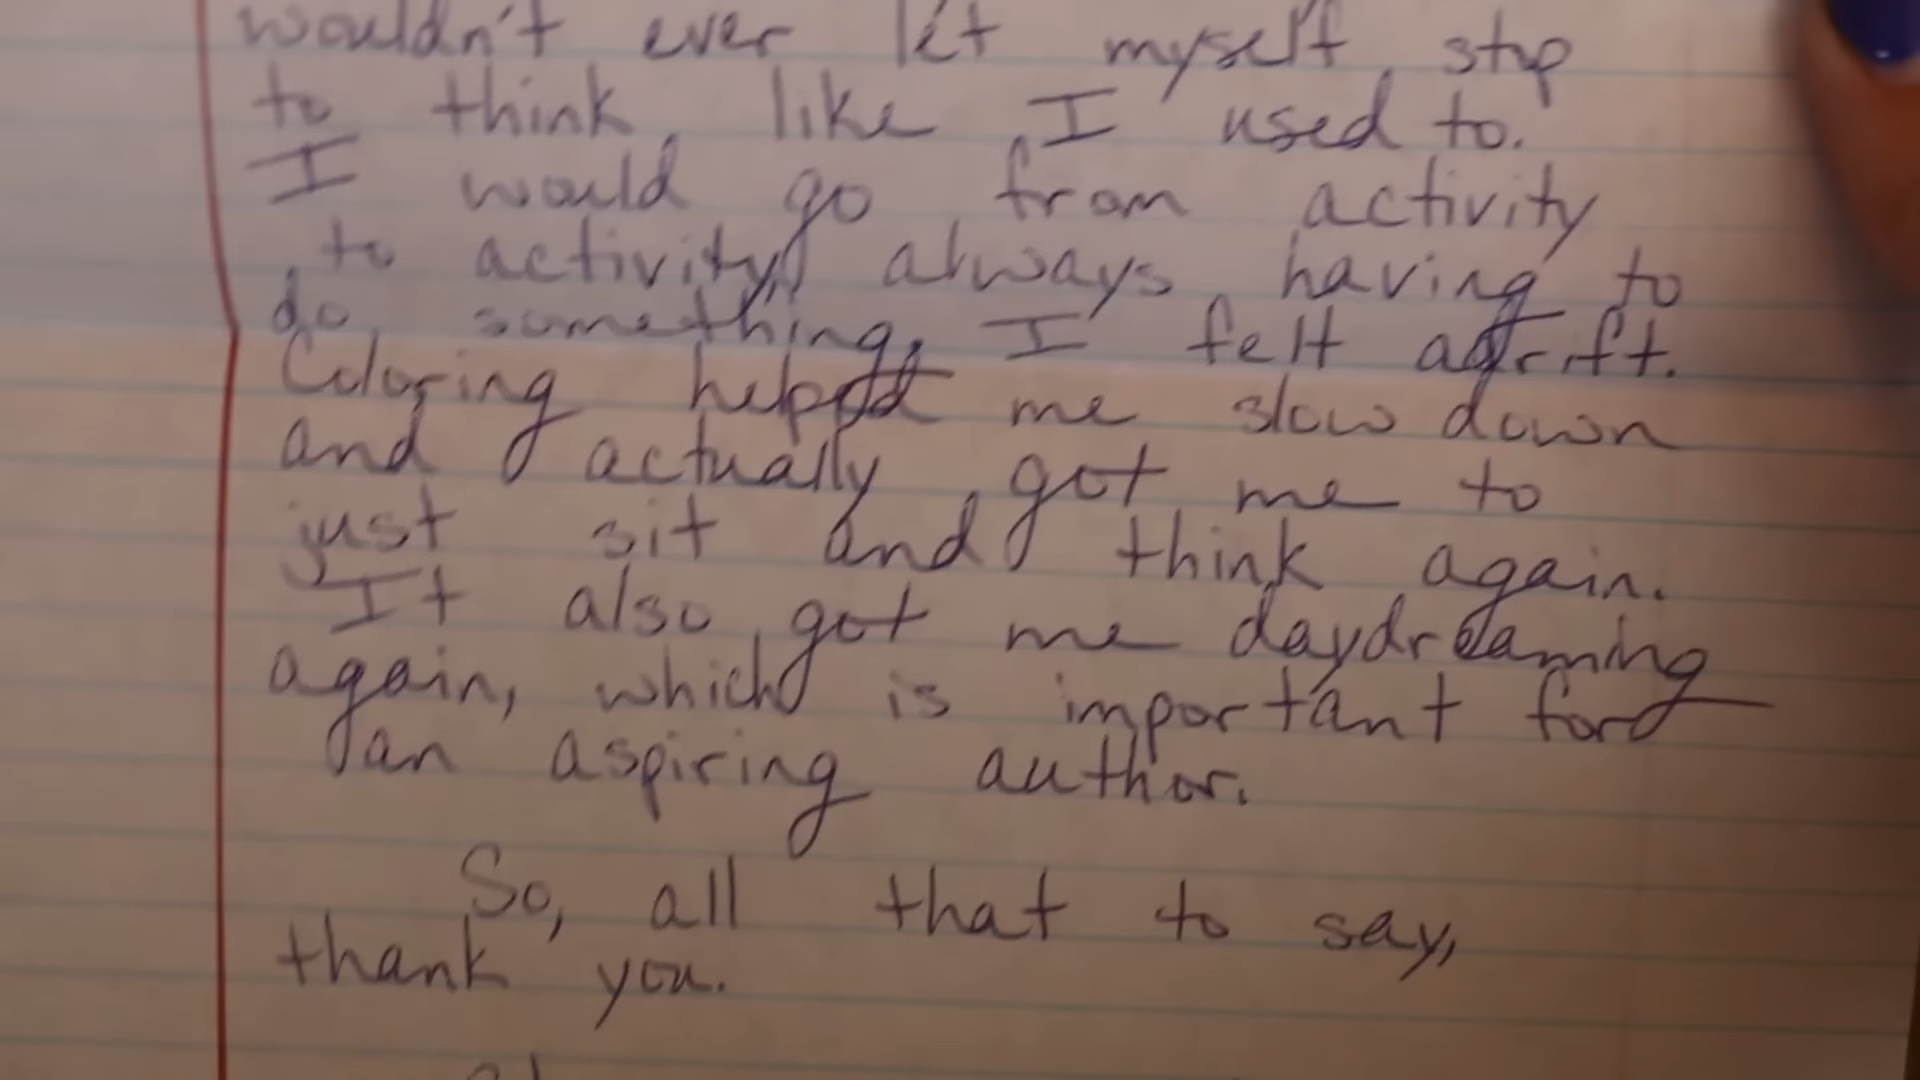 wouldn't ever let myself stop
to think like I used to.
I would go from activity
to activity, always having to
do something, I felt adrift.
Coloring helped me slow down
and actually got me to
just sit and think again.
It also got me daydreaming
again, which is important for
an aspiring author.
So, all that to say,
thank you.